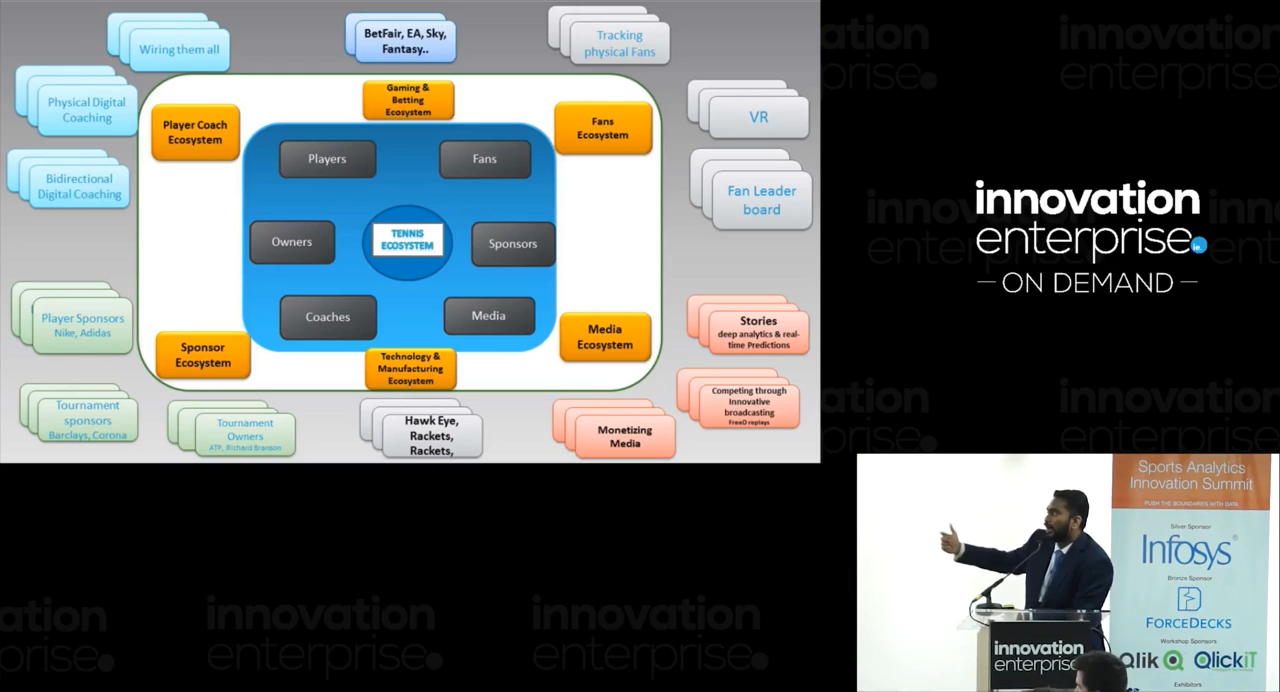 Wiring them all
BetFair, EA, Sky,
Fantasy..
Tracking
physical Fans
Physical Digital
Coaching
Player Coach
Ecosystem
Gaming &
Betting
Ecosystem
Fans
Ecosystem
VR
Bidirectional
Digital Coaching
Players
Fans
Fan Leader
board
Owners
TENNIS
ECOSYSTEM
Sponsors
Coaches
Media
Player Sponsors
Nike, Adidas
Sponsor
Ecosystem
Technology &
Manufacturing
Ecosystem
Media
Ecosystem
Stories
deep analytics & real-
time Predictions
Tournament
sponsors
Barclays, Corona
Tournament
Owners
ATP, Richard Branson
Hawk Eye,
Rackets,
Rackets,
Monetizing
Media
Competing through
Innovative
broadcasting
FreeD replays
innovation
enterprise.
ie.
ON DEMAND
Sports Analytics
Innovation Summit
PUSH THE BOUNDARIES WITH DATA
Silver Sponsor
Infosys®
Bronze Sponsor
FORCEDECKS
Workshop Sponsors
Qlik
QlickiT
Exhibitors
innovation
enterprise
ation
enterprise.
innovation
enterprise.
innovation
enterprise.